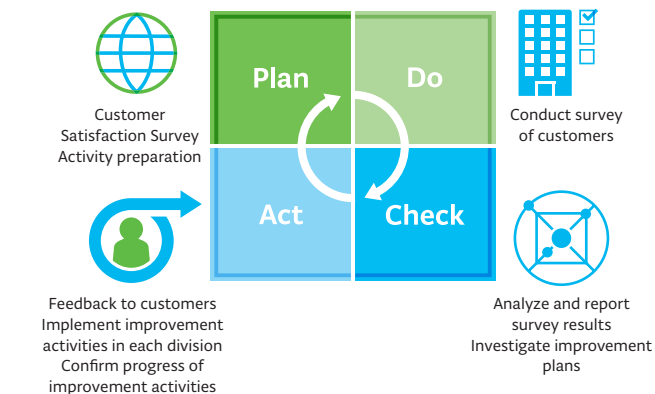 Plan
Do
Customer
Satisfaction Survey
Activity preparation
Conduct survey
of customers
Act
Check
Feedback to customers
Implement improvement
activities in each division
Confirm progress of
improvement activities
Analyze and report
survey results
Investigate improvement
plans